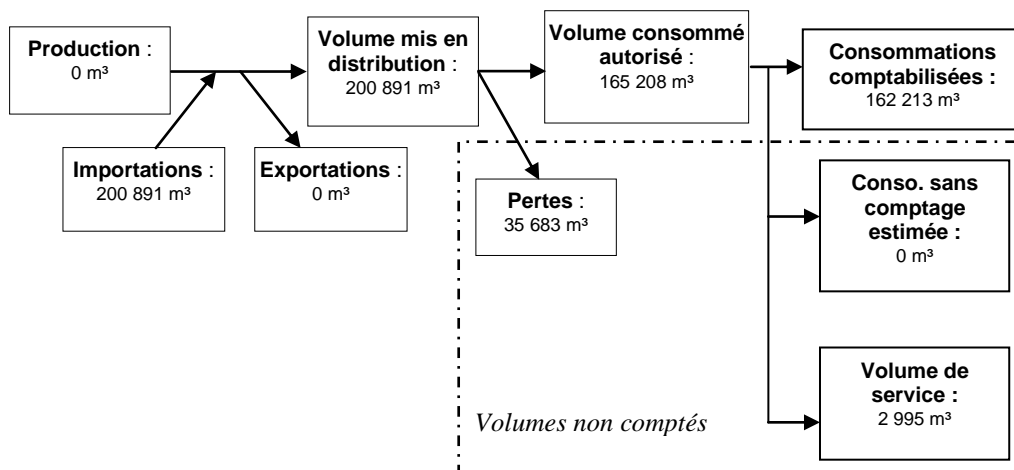 Production :
0 m³
Volume mis en
distribution :
200 891 m³
Volume consommé
autorisé :
165 208 m³
Consommations
comptabilisées :
162 213 m³
Importations :
200 891 m³
Exportations :
0 m³
Pertes :
35 683 m³
Conso. sans
comptage
estimée :
0 m³
Volume de
service :
2 995 m³
Volumes non comptés